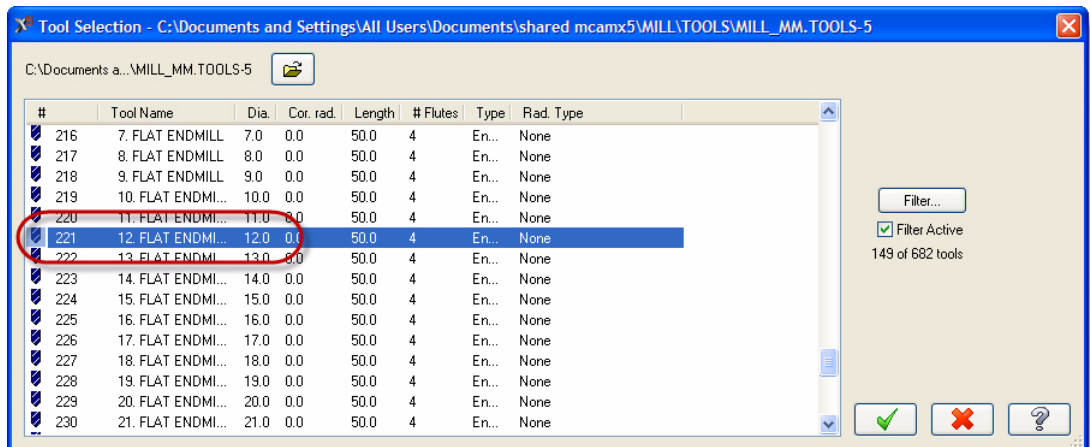 Tool Selection - C:\Documents and Settings\All Users\Documents\shared mcamx5\MILL\TOOLS\MILL_MM.TOOLS-5
C:\Documents a...\MILL_MM.TOOLS-5
# Tool Name Dia. Cor. rad. Length # Flutes Type Rad. Type
216 7. FLAT ENDMILL 7.0 0.0 50.0 4 En... None
217 8. FLAT ENDMILL 8.0 0.0 50.0 4 En... None
218 9. FLAT ENDMILL 9.0 0.0 50.0 4 En... None
219 10. FLAT ENDMI... 10.0 0.0 50.0 4 En... None
220 11. FLAT ENDMI... 11.0 0.0 50.0 4 En... None
221 12. FLAT ENDMI... 12.0 0.0 50.0 4 En... None
222 13. FLAT ENDMI... 13.0 0.0 50.0 4 En... None
223 14. FLAT ENDMI... 14.0 0.0 50.0 4 En... None
224 15. FLAT ENDMI... 15.0 0.0 50.0 4 En... None
225 16. FLAT ENDMI... 16.0 0.0 50.0 4 En... None
226 17. FLAT ENDMI... 17.0 0.0 50.0 4 En... None
227 18. FLAT ENDMI... 18.0 0.0 50.0 4 En... None
228 19. FLAT ENDMI... 19.0 0.0 50.0 4 En... None
229 20. FLAT ENDMI... 20.0 0.0 50.0 4 En... None
230 21. FLAT ENDMI... 21.0 0.0 50.0 4 En... None
Filter...
Filter Active
149 of 682 tools